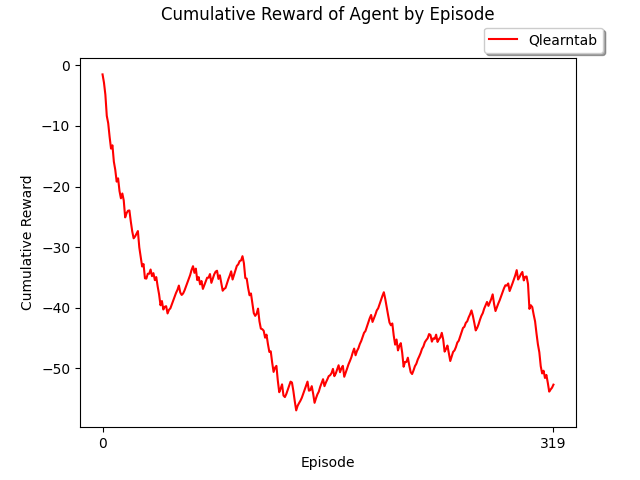 Cumulative Reward of Agent by Episode
Qlearntab
0
−10
−20
−30
−40
−50
Cumulative Reward
0
319
Episode